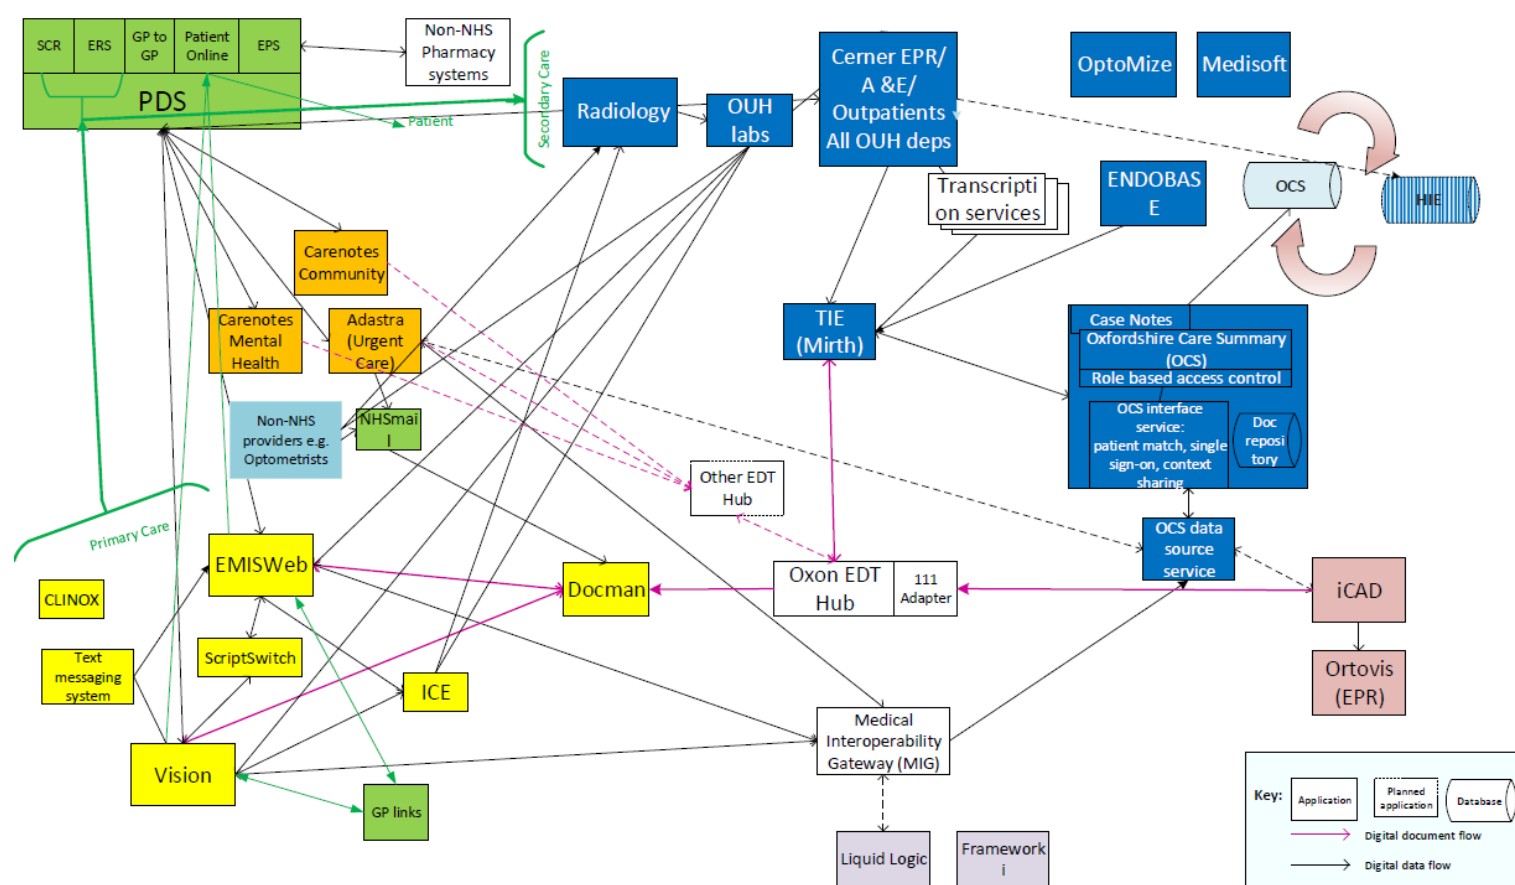 SCR
ERS
GP to
GP
Patient
Online
EPS
PDS
Non-NHS
Pharmacy
systems
Patient
Secondary Care
Radiology
OUH
labs
Cerner EPR/
A &E/
Outpatients
All OUH deps
OptoMize
Medisoft
Transcripti
on services
ENDOBAS
E
OCS
HIE
Carenotes
Community
Carenotes
Mental
Health
Adastra
(Urgent
Care)
TIE
(Mirth)
Case Notes
Oxfordshire Care Summary
(OCS)
Role based access control
OCS interface
service:
patient match, single
sign-on, context
sharing
Doc
reposi
tory
Non-NHS
providers e.g.
Optometrists
NHSmai
l
Other EDT
Hub
Primary Care
EMISWeb
Docman
Oxon EDT
Hub
111
Adapter
OCS data
source
service
iCAD
CLINOX
Text
messaging
system
ScriptSwitch
ICE
Ortovis
(EPR)
Vision
GP links
Medical
Interoperability
Gateway (MIG)
Liquid Logic
Framework
i
Key:
Application
Planned
application
Database
Digital document flow
Digital data flow